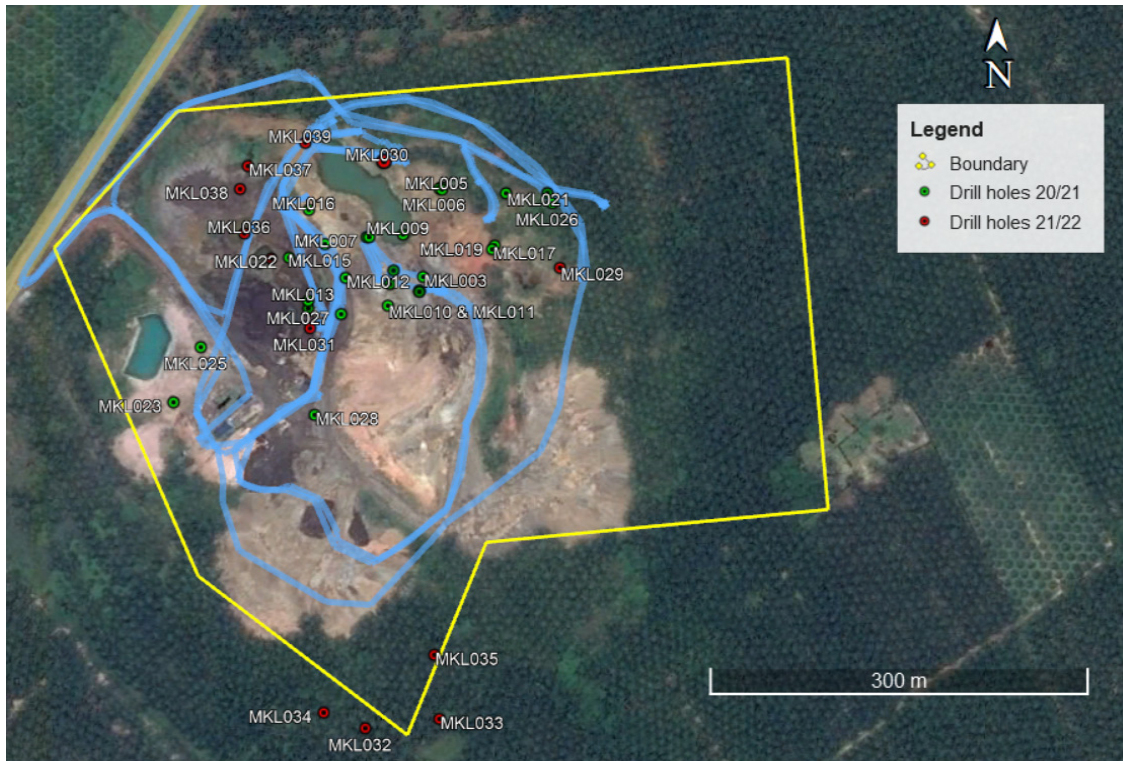 N
Legend
Boundary
Drill holes 20/21
Drill holes 21/22
MKL039
MKL030
MKL037
MKL005
MKL038
MKL021
MKL006
MKL016
MKL026
MKL009
MKL036
MKL007
MKL019
MKL017
MKL022
MKL015
MKL029
MKL012
MKL003
MKL013
MKL010 & MKL011
MKL027
MKL031
MKL025
MKL023
MKL028
MKL035
300 m
MKL034
MKL033
MKL032